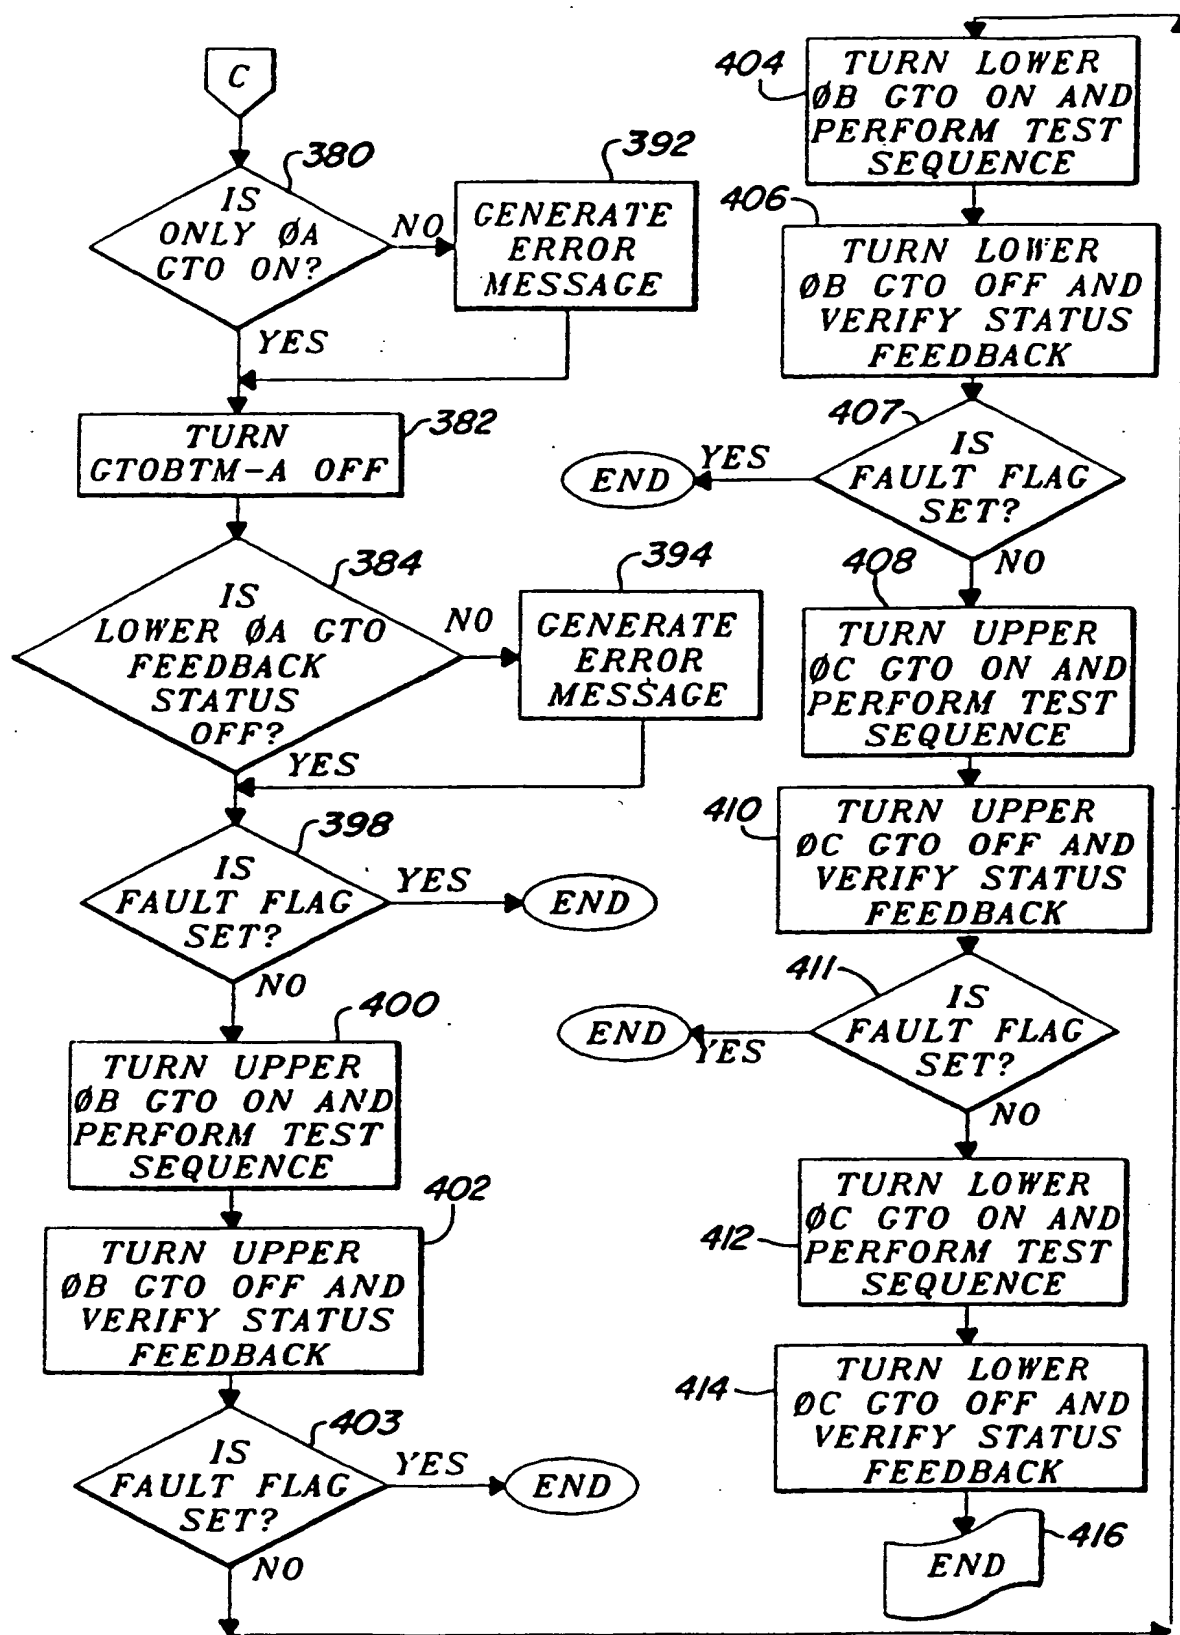 C
380
IS
ONLY ØA
GTO ON?
NO
392
GENERATE
ERROR
MESSAGE
YES
382
TURN
GTOBTM-A OFF
384
IS
LOWER ØA GTO
FEEDBACK
STATUS
OFF?
NO
394
GENERATE
ERROR
MESSAGE
YES
398
IS
FAULT FLAG
SET?
YES
END
NO
400
TURN UPPER
ØB GTO ON AND
PERFORM TEST
SEQUENCE
402
TURN UPPER
ØB GTO OFF AND
VERIFY STATUS
FEEDBACK
403
IS
FAULT FLAG
SET?
YES
END
NO
404
TURN LOWER
ØB GTO ON AND
PERFORM TEST
SEQUENCE
406
TURN LOWER
ØB GTO OFF AND
VERIFY STATUS
FEEDBACK
407
IS
FAULT FLAG
SET?
YES
END
NO
408
TURN UPPER
ØC GTO ON AND
PERFORM TEST
SEQUENCE
410
TURN UPPER
ØC GTO OFF AND
VERIFY STATUS
FEEDBACK
411
IS
FAULT FLAG
SET?
YES
END
NO
412
TURN LOWER
ØC GTO ON AND
PERFORM TEST
SEQUENCE
414
TURN LOWER
ØC GTO OFF AND
VERIFY STATUS
FEEDBACK
416
END